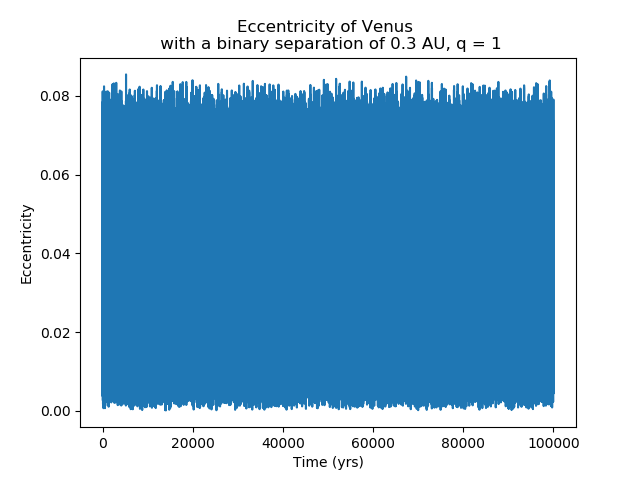 Eccentricity of Venus
with a binary separation of 0.3 AU, q = 1
0.08
0.06
0.04
0.02
0.00
Eccentricity
0 20000 40000 60000 80000 100000
Time (yrs)